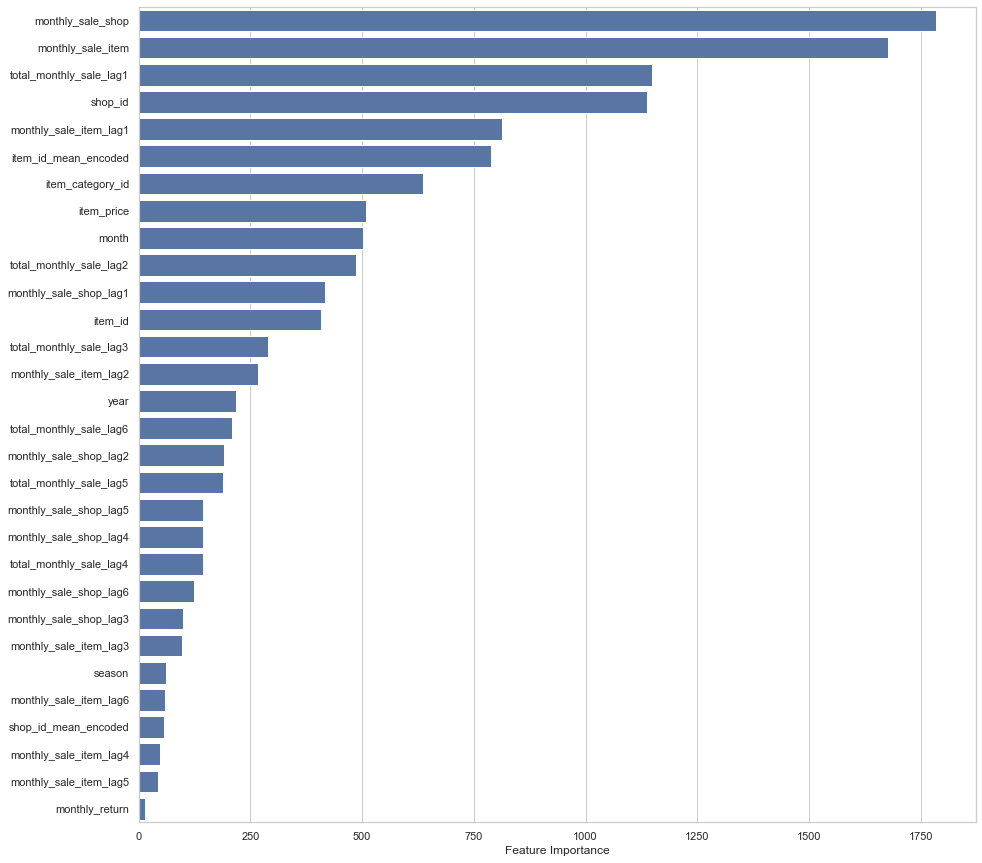 monthly_sale_shop
monthly_sale_item
total_monthly_sale_lag1
shop_id
monthly_sale_item_lag1
item_id_mean_encoded
item_category_id
item_price
month
total_monthly_sale_lag2
monthly_sale_shop_lag1
item_id
total_monthly_sale_lag3
monthly_sale_item_lag2
year
total_monthly_sale_lag6
monthly_sale_shop_lag2
total_monthly_sale_lag5
monthly_sale_shop_lag5
monthly_sale_shop_lag4
total_monthly_sale_lag4
monthly_sale_shop_lag6
monthly_sale_shop_lag3
monthly_sale_item_lag3
season
monthly_sale_item_lag6
shop_id_mean_encoded
monthly_sale_item_lag4
monthly_sale_item_lag5
monthly_return
0 250 500 750 1000 1250 1500 1750
Feature Importance